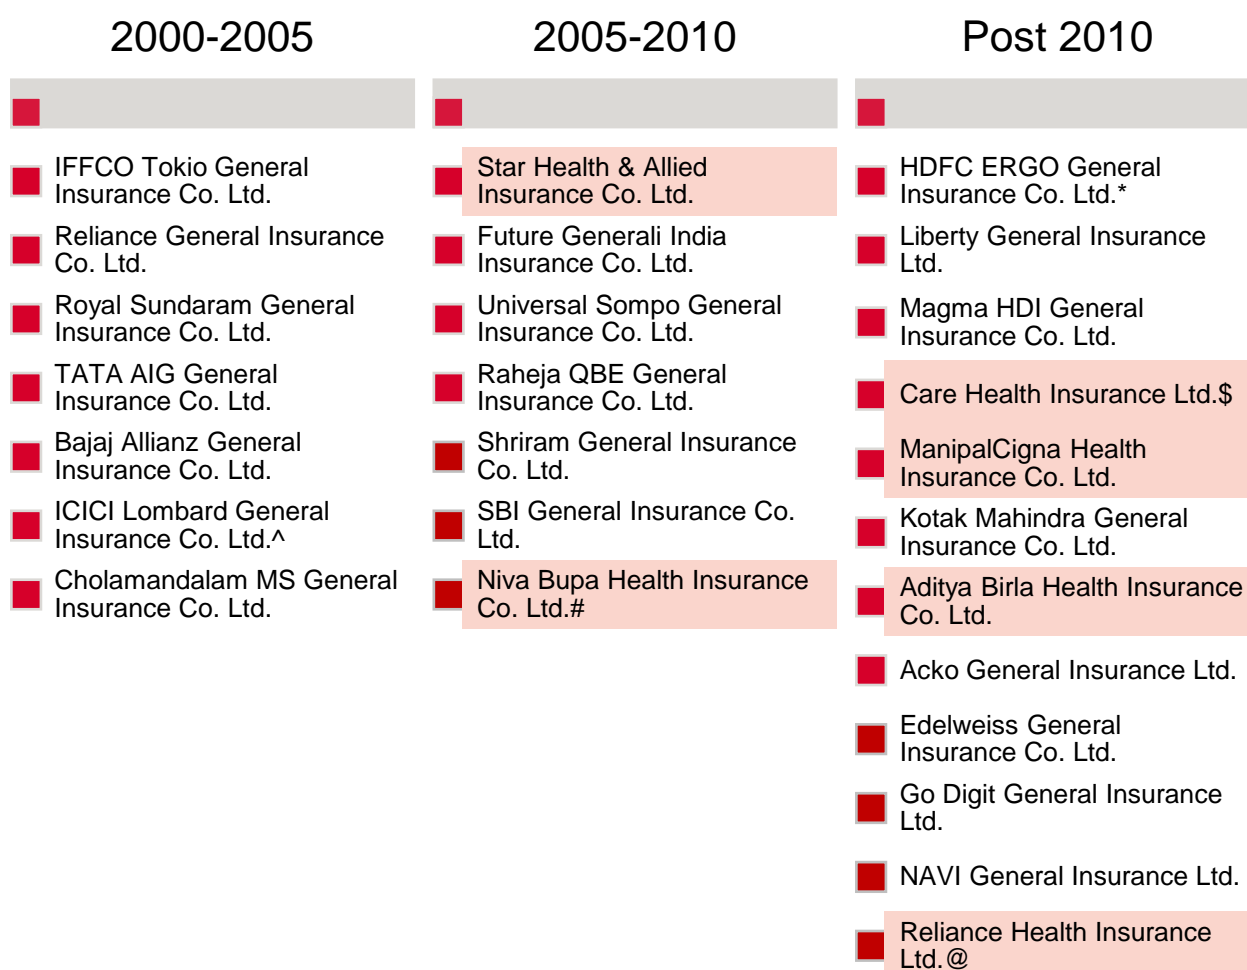 2000-2005
IFFCO Tokio General
Insurance Co. Ltd.
Reliance General Insurance
Co. Ltd.
Royal Sundaram General
Insurance Co. Ltd.
TATA AIG General
Insurance Co. Ltd.
Bajaj Allianz General
Insurance Co. Ltd.
ICICI Lombard General
Insurance Co. Ltd.^
Cholamandalam MS General
Insurance Co. Ltd.
2005-2010
Star Health & Allied
Insurance Co. Ltd.
Future Generali India
Insurance Co. Ltd.
Universal Sompo General
Insurance Co. Ltd.
Raheja QBE General
Insurance Co. Ltd.
Shriram General Insurance
Co. Ltd.
SBI General Insurance Co.
Ltd.
Niva Bupa Health Insurance
Co. Ltd.#
Post 2010
HDFC ERGO General
Insurance Co. Ltd.*
Liberty General Insurance
Ltd.
Magma HDI General
Insurance Co. Ltd.
Care Health Insurance Ltd.$
ManipalCigna Health
Insurance Co. Ltd.
Kotak Mahindra General
Insurance Co. Ltd.
Aditya Birla Health Insurance
Co. Ltd.
Acko General Insurance Ltd.
Edelweiss General
Insurance Co. Ltd.
Go Digit General Insurance
Ltd.
NAVI General Insurance Ltd.
Reliance Health Insurance
Ltd.@